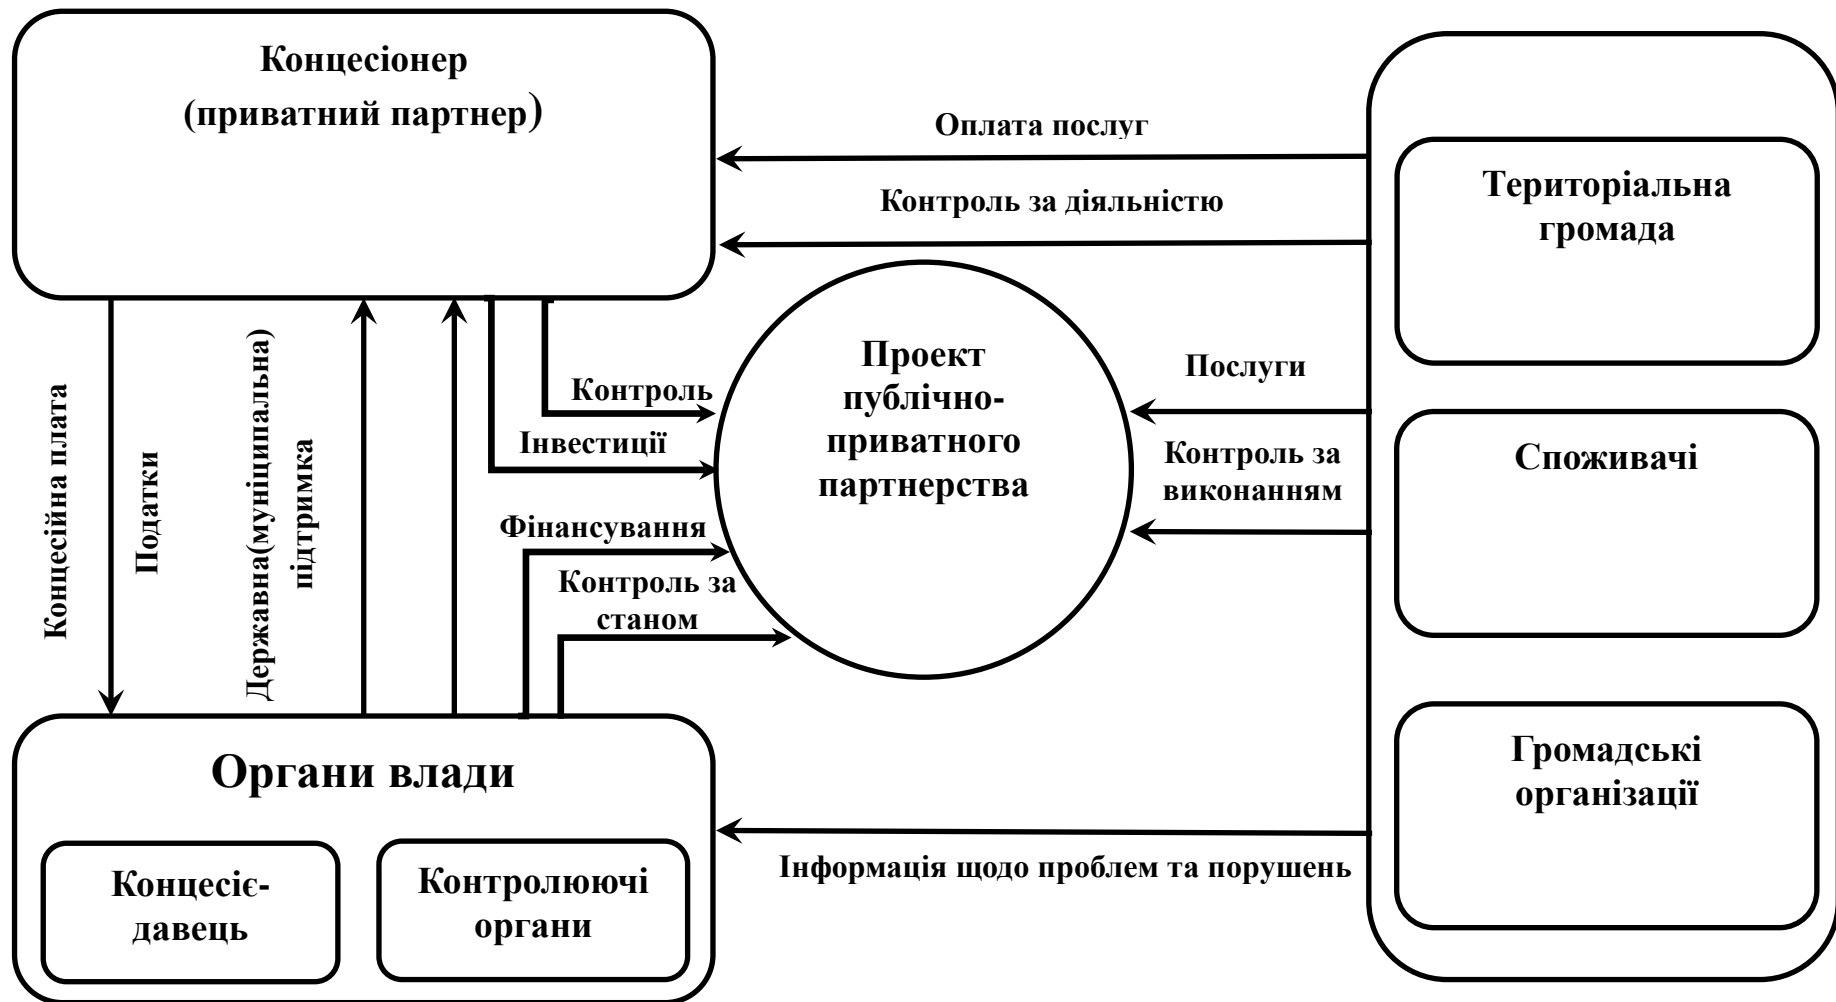 Концесіонер
(приватний партнер)
Оплата послуг
Контроль за діяльністю
Територіальна
громада
Проект
публічно-
приватного
партнерства
Послуги
Контроль
Інвестиції
Контроль за
виконанням
Споживачі
Концесійна плата
Податки
Державна(муніципальна)
підтримка
Фінансування
Контроль за
станом
Органи влади
Концесіє-
давець
Контролюючі
органи
Громадські
організації
Інформація щодо проблем та порушень